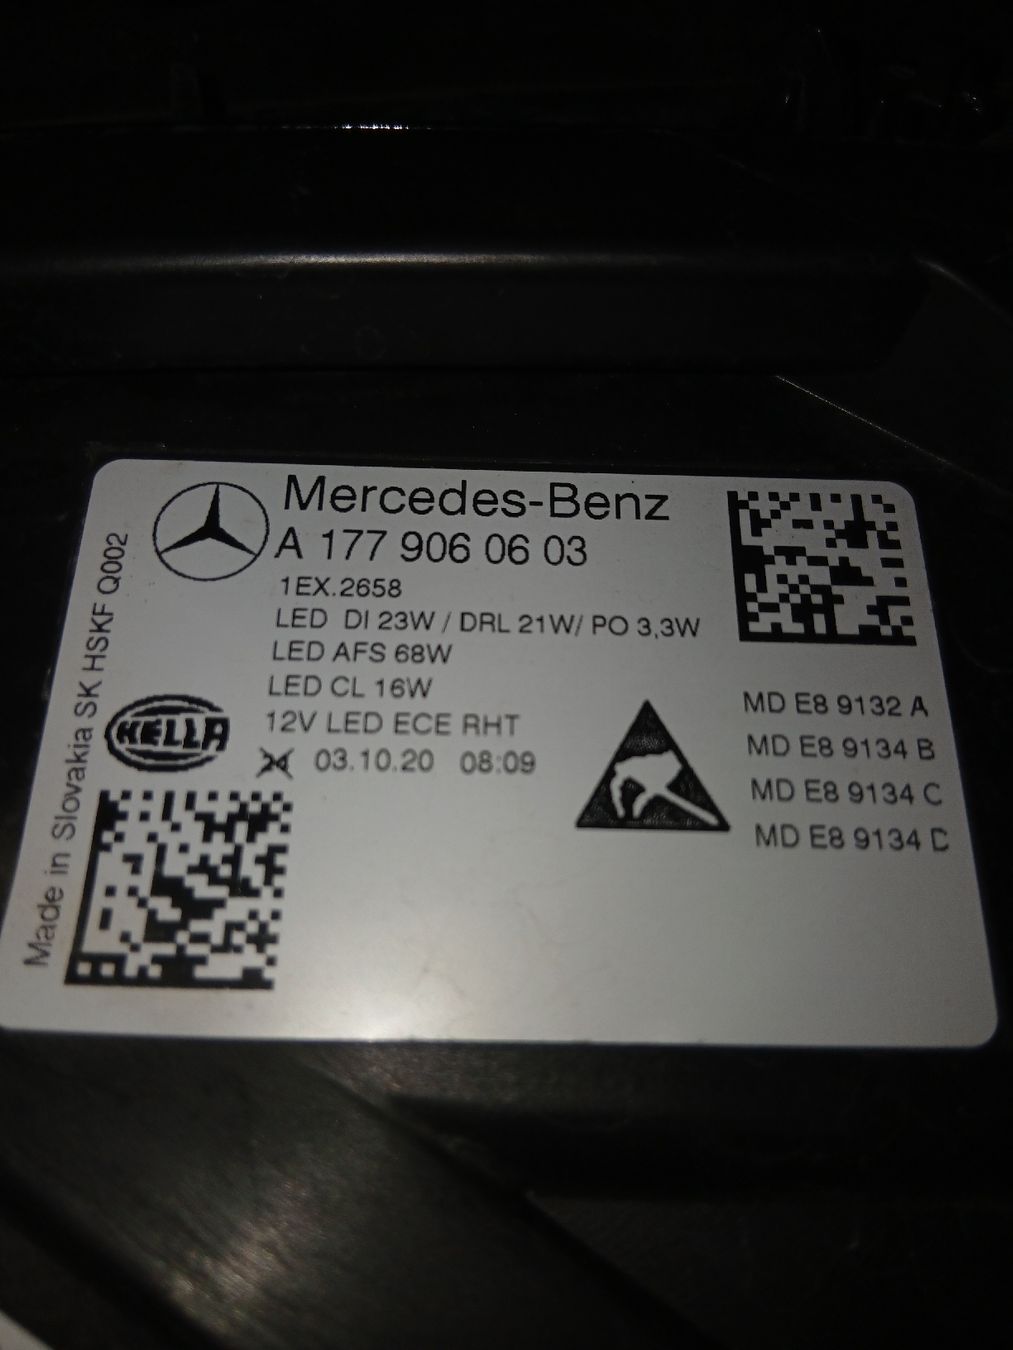 Mercedes-Benz
A 177 906 06 03
1EX.2658
LED DI 23W / DRL 21W/ PO 3,3W
LED AFS 68W
LED CL 16W
12V LED ECE RHT
03.10.20 08:09
HELLA
Made in Slovakia SK HSKF Q002
MD E8 9132 A
MD E8 9134 B
MD E8 9134 C
MD E8 9134 D